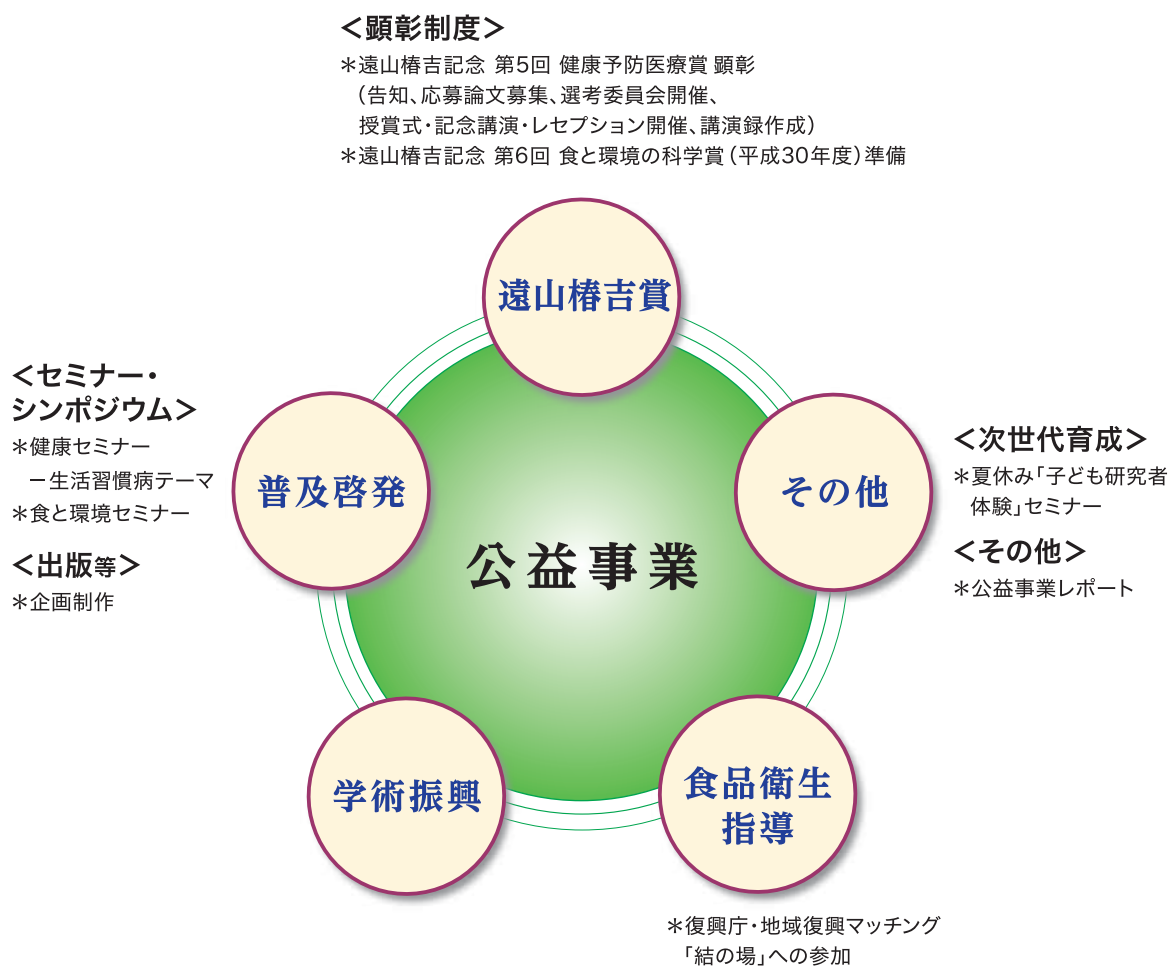 ＜顕彰制度＞
＊遠山椿吉記念 第5回 健康予防医療賞 顕彰
（告知、応募論文募集、選考委員会開催、
授賞式・記念講演・レセプション開催、講演録作成）
＊遠山椿吉記念 第6回 食と環境の科学賞（平成30年度）準備
遠山椿吉賞
＜セミナー・
シンポジウム＞
＊健康セミナー
－生活習慣病テーマ
＊食と環境セミナー
＜出版等＞
＊企画制作
普及啓発
その他
＜次世代育成＞
＊夏休み「子ども研究者
体験」セミナー
＜その他＞
＊公益事業レポート
公益事業
学術振興
食品衛生
指導
＊復興庁・地域復興マッチング
「結の場」への参加